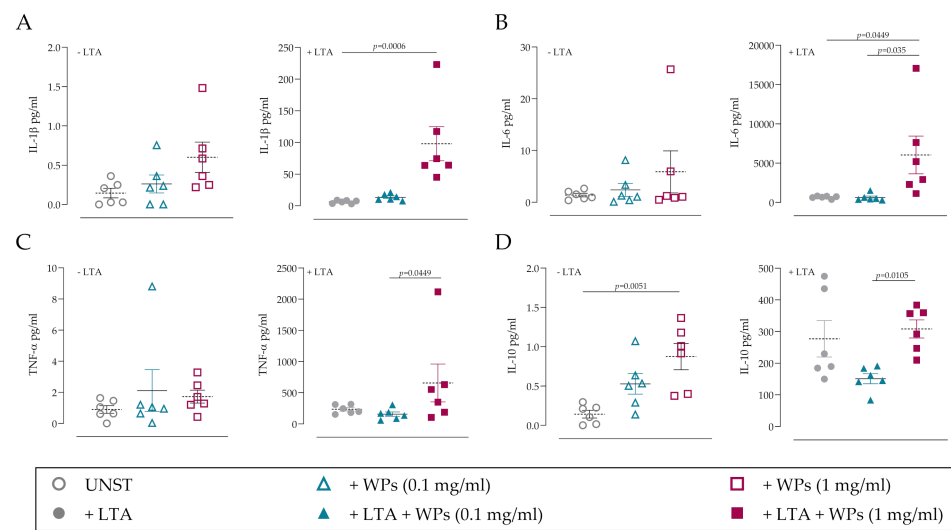 A
B
- LTA
2.0
1.5
1.0
0.5
0.0
IL-1β pg/ml
+ LTA
p=0.0006
250
200
150
100
50
0
IL-1β pg/ml
- LTA
30
20
10
0
IL-6 pg/ml
+ LTA
p=0.0449
p=0.035
20000
15000
10000
5000
0
IL-6 pg/ml
C
D
- LTA
10
8
6
4
2
0
TNF-α pg/ml
+ LTA
p=0.0449
2500
2000
1500
1000
500
0
TNF-α pg/ml
- LTA
p=0.0051
2.0
1.5
1.0
0.5
0.0
IL-10 pg/ml
+ LTA
p=0.0105
500
400
300
200
100
0
IL-10 pg/ml
UNST
+ WPs (0.1 mg/ml)
+ WPs (1 mg/ml)
+ LTA
+ LTA + WPs (0.1 mg/ml)
+ LTA + WPs (1 mg/ml)